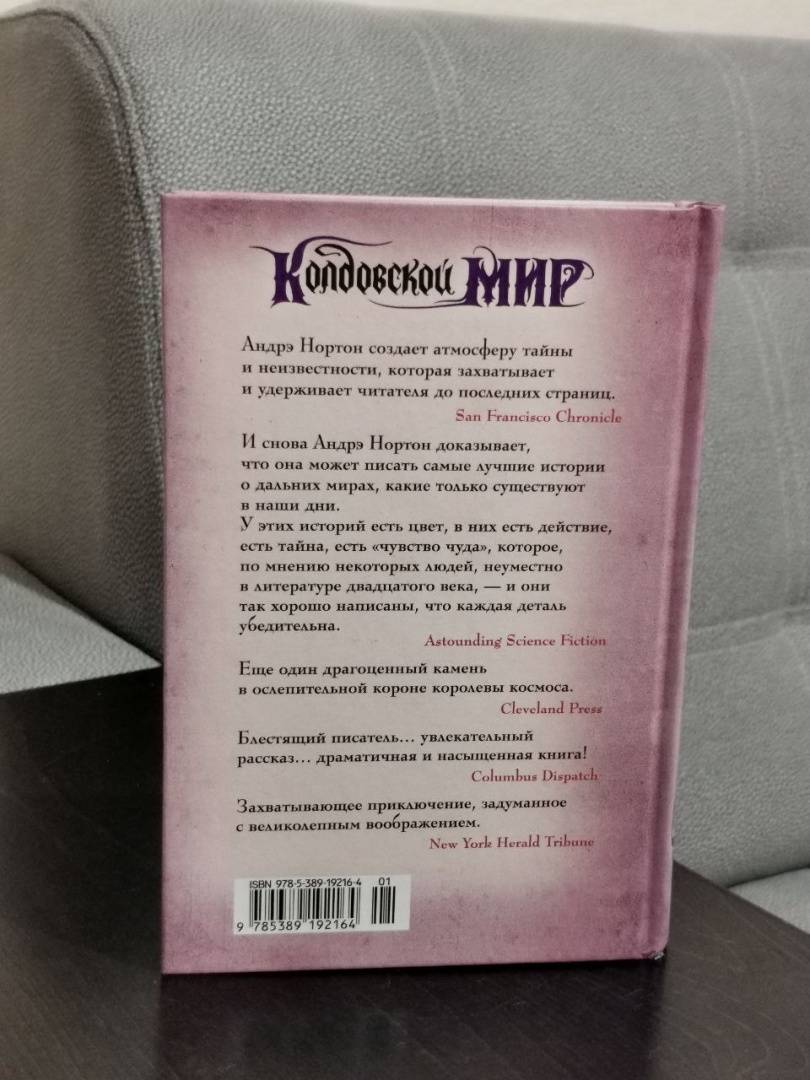 Колдовской МИР
Андрэ Нортон создает атмосферу тайны
и неизвестности, которая захватывает
и удерживает читателя до последних страниц.
San Francisco Chronicle
И снова Андрэ Нортон доказывает,
что она может писать самые лучшие истории
о дальних мирах, какие только существуют
в наши дни.
У этих историй есть цвет, в них есть действие,
есть тайна, есть «чувство чуда», которое,
по мнению некоторых людей, неуместно
в литературе двадцатого века, — и они
так хорошо написаны, что каждая деталь
убедительна.
Astounding Science Fiction
Еще один драгоценный камень
в ослепительной короне королевы космоса.
Cleveland Press
Блестящий писатель... увлекательный
рассказ... драматичная и насыщенная книга!
Columbus Dispatch
Захватывающее приключение, задуманное
с великолепным воображением.
New York Herald Tribune
ISBN 978-5-389-19216-4 01
9 785389 192164